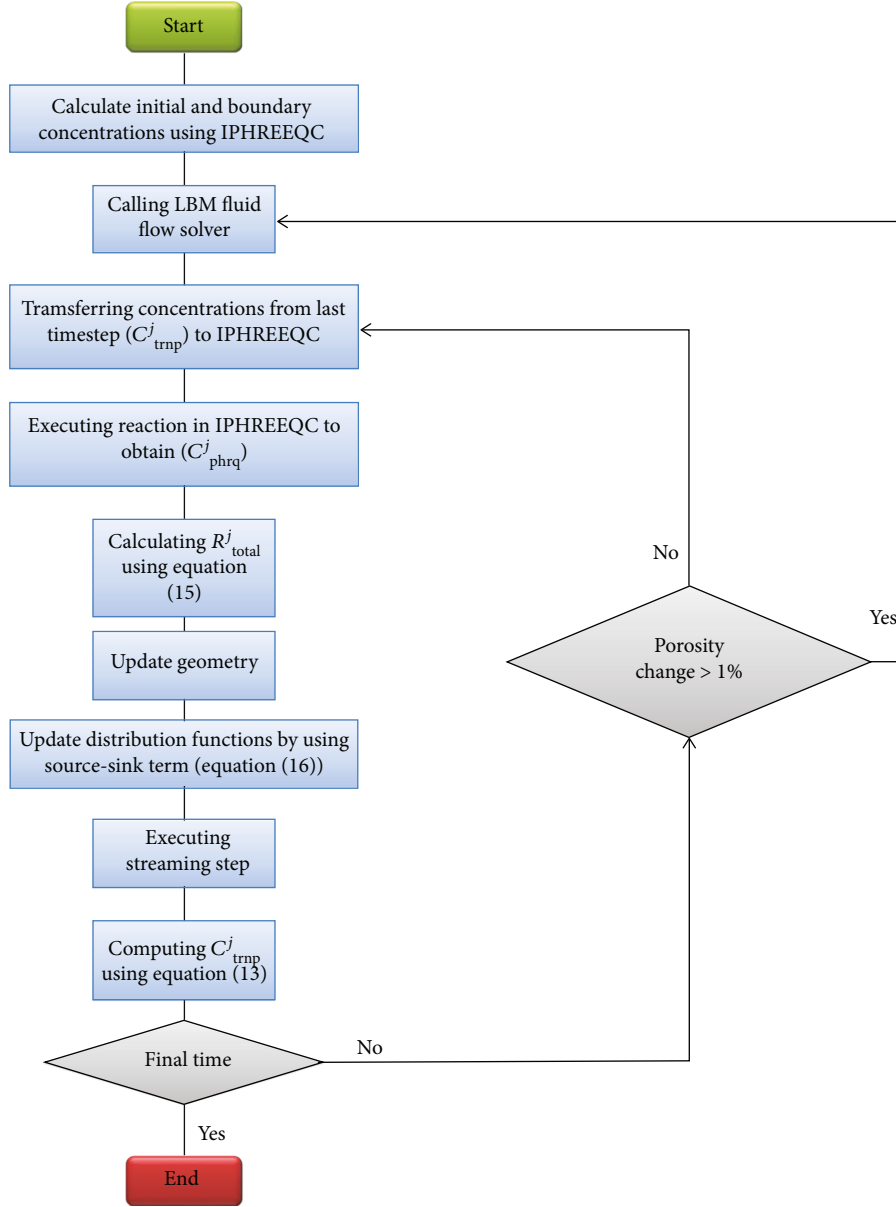 Start
Calculate initial and boundary
concentrations using IPHREEQC
Calling LBM fluid
flow solver
Tramsferring concentrations from last
timestep (C^j_trnp) to IPHREEQC
Executing reaction in IPHREEQC to
obtain (C^j_phrq)
Calculating R^j_total
using equation
(15)
No
Yes
Porosity
change > 1%
Update geometry
Update distribution functions by using
source-sink term (equation (16))
Executing
streaming step
Computing C^j_trnp
using equation (13)
Final time
No
Yes
End